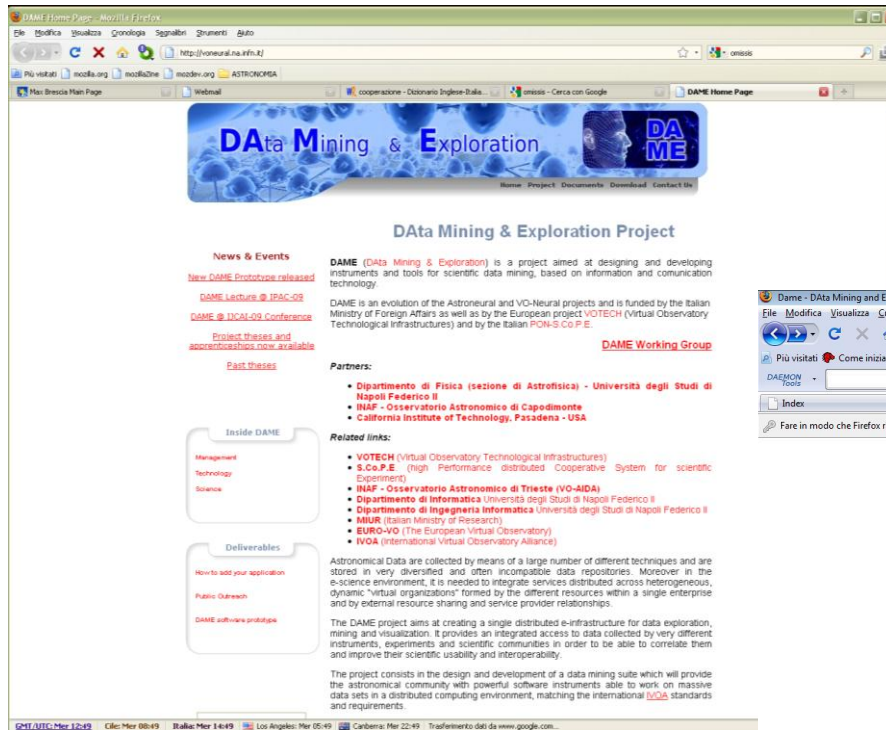 DAME Home Page - Mozilla Firefox
File Modifica Visualizza Cronologia Segnalibri Strumenti Aiuto
http://voneural.na.infn.it/
omissis
Più visitati mozilla.org mozillaZine mozdev.org ASTRONOMIA
Max Brescia Main Page Webmail cooperazione - Dizionario Inglese-Italia... omissis - Cerca con Google DAME Home Page
DAta Mining & Exploration
DA
ME
Home Project Documents Download Contact Us
DAta Mining & Exploration Project
News & Events
New DAME Prototype released
DAME Lecture @ IPAC-09
DAME @ IJCAI-09 Conference
Project theses and
apprenticeships now available
Past theses
Inside DAME
Management
Technology
Science
Deliverables
How to add your application
Public Outreach
DAME software prototype
DAME (DAta Mining & Exploration) is a project aimed at designing and developing
instruments and tools for scientific data mining, based on information and comunication
technology.
DAME is an evolution of the Astroneural and VO-Neural projects and is funded by the Italian
Ministry of Foreign Affairs as well as by the European project VOTECH (Virtual Observatory
Technological Infrastructures) and by the Italian PON-S.Co.P.E.
DAME Working Group
Partners:
Dipartimento di Fisica (sezione di Astrofisica) - Università degli Studi di
Napoli Federico II
INAF - Osservatorio Astronomico di Capodimonte
California Institute of Technology, Pasadena - USA
Related links:
VOTECH (Virtual Observatory Technological Infrastructures)
S.Co.P.E (high Performance distributed Cooperative System for scientific
Experiment)
INAF - Osservatorio Astronomico di Trieste (VO-AIDA)
Dipartimento di Informatica Università degli Studi di Napoli Federico II
Dipartimento di Ingegneria Informatica Università degli Studi di Napoli Federico II
MIUR (Italian Ministry of Research)
EURO-VO (The European Virtual Observatory)
IVOA (International Virtual Observatory Alliance)
Astronomical Data are collected by means of a large number of different techniques and are
stored in very diversified and often incompatible data repositories. Moreover in the
e-science environment, it is needed to integrate services distributed across heterogeneous,
dynamic "virtual organizations" formed by the different resources within a single enterprise
and by external resource sharing and service provider relationships.
The DAME project aims at creating a single distributed e-infrastructure for data exploration,
mining and visualization. It provides an integrated access to data collected by very different
instruments, experiments and scientific communities in order to be able to correlate them
and improve their scientific usability and interoperability.
The project consists in the design and development of a data mining suite which will provide
the astronomical community with powerful software instruments able to work on massive
data sets in a distributed computing environment, matching the international IVOA standards
and requirements.
GMT/UTC: Mer 12:49 Cile: Mer 08:49 Italia: Mer 14:49 Los Angeles: Mer 05:49 Canberra: Mer 22:49 Trasferimento dati da www.google.com...
Dame - DAta Mining and E
File Modifica Visualizza C
Più visitati Come inizia
DAEMON
Tools
Index
Fare in modo che Firefox r